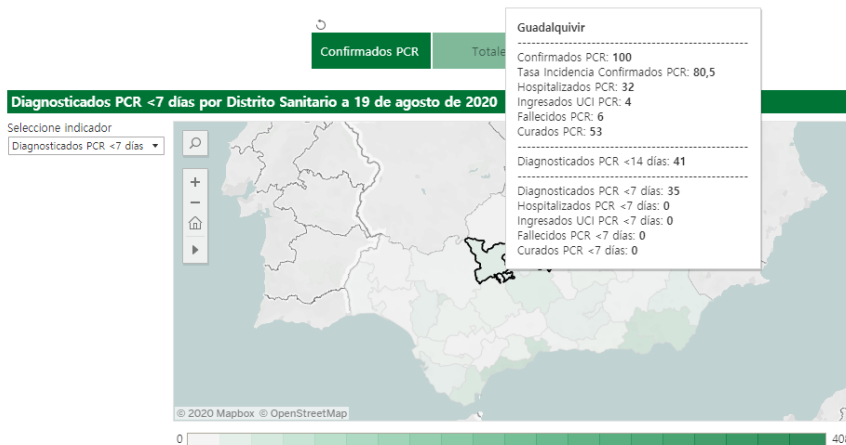 Confirmados PCR
Totale
Guadalquivir
Confirmados PCR: 100
Tasa Incidencia Confirmados PCR: 80,5
Hospitalizados PCR: 32
Ingresados UCI PCR: 4
Fallecidos PCR: 6
Curados PCR: 53
Diagnosticados PCR <14 días: 41
Diagnosticados PCR <7 días: 35
Hospitalizados PCR <7 días: 0
Ingresados UCI PCR <7 días: 0
Fallecidos PCR <7 días: 0
Curados PCR <7 días: 0
Diagnosticados PCR <7 días por Distrito Sanitario a 19 de agosto de 2020
Seleccione indicador
Diagnosticados PCR <7 días
© 2020 Mapbox © OpenStreetMap
0
408